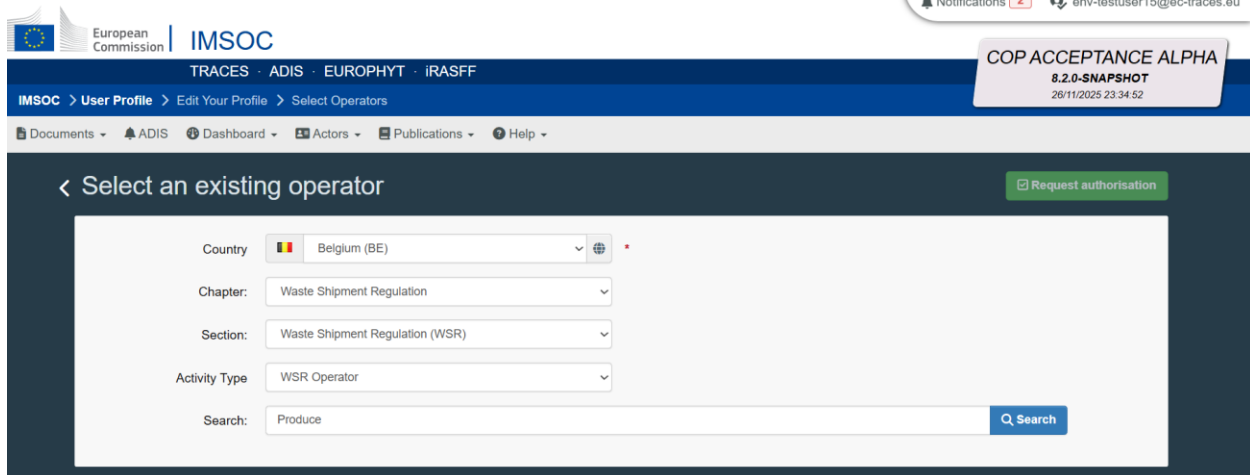 Notifications 2 env-testuser15@ec-traces.eu
European
Commission
IMSOC
COP ACCEPTANCE ALPHA
8.2.0-SNAPSHOT
26/11/2025 23:34:52
TRACES · ADIS · EUROPHYT · iRASFF
IMSOC > User Profile > Edit Your Profile > Select Operators
Documents ADIS Dashboard Actors Publications Help
Select an existing operator
Request authorisation
Country Belgium (BE) *
Chapter: Waste Shipment Regulation
Section: Waste Shipment Regulation (WSR)
Activity Type WSR Operator
Search: Produce Search